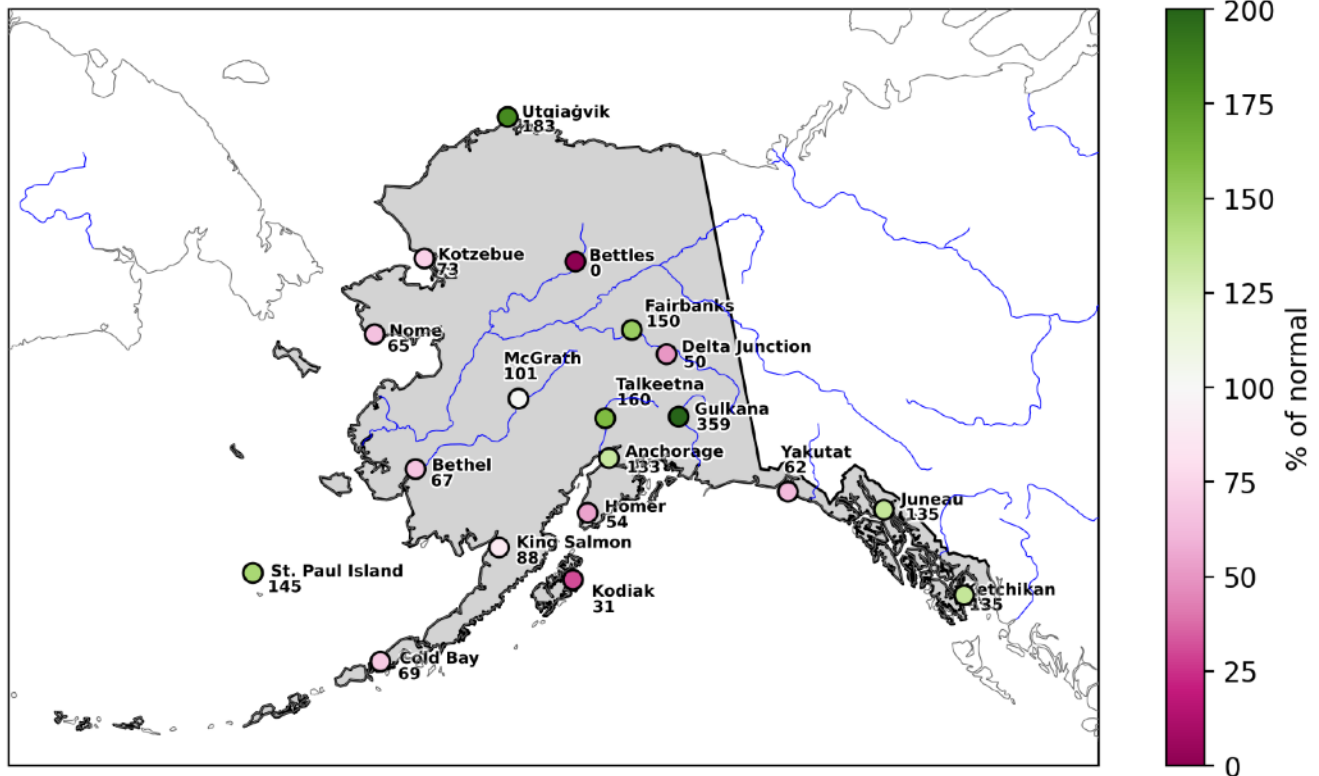 Utqiaġvik
183
Kotzebue
73
Bettles
0
Nome
65
Fairbanks
150
McGrath
101
Delta Junction
50
Talkeetna
160
Gulkana
359
Anchorage
133
Bethel
67
Yakutat
62
Homer
54
Juneau
135
King Salmon
88
St. Paul Island
145
Kodiak
31
Ketchikan
135
Cold Bay
69
200
175
150
125
100
75
50
25
0
% of normal